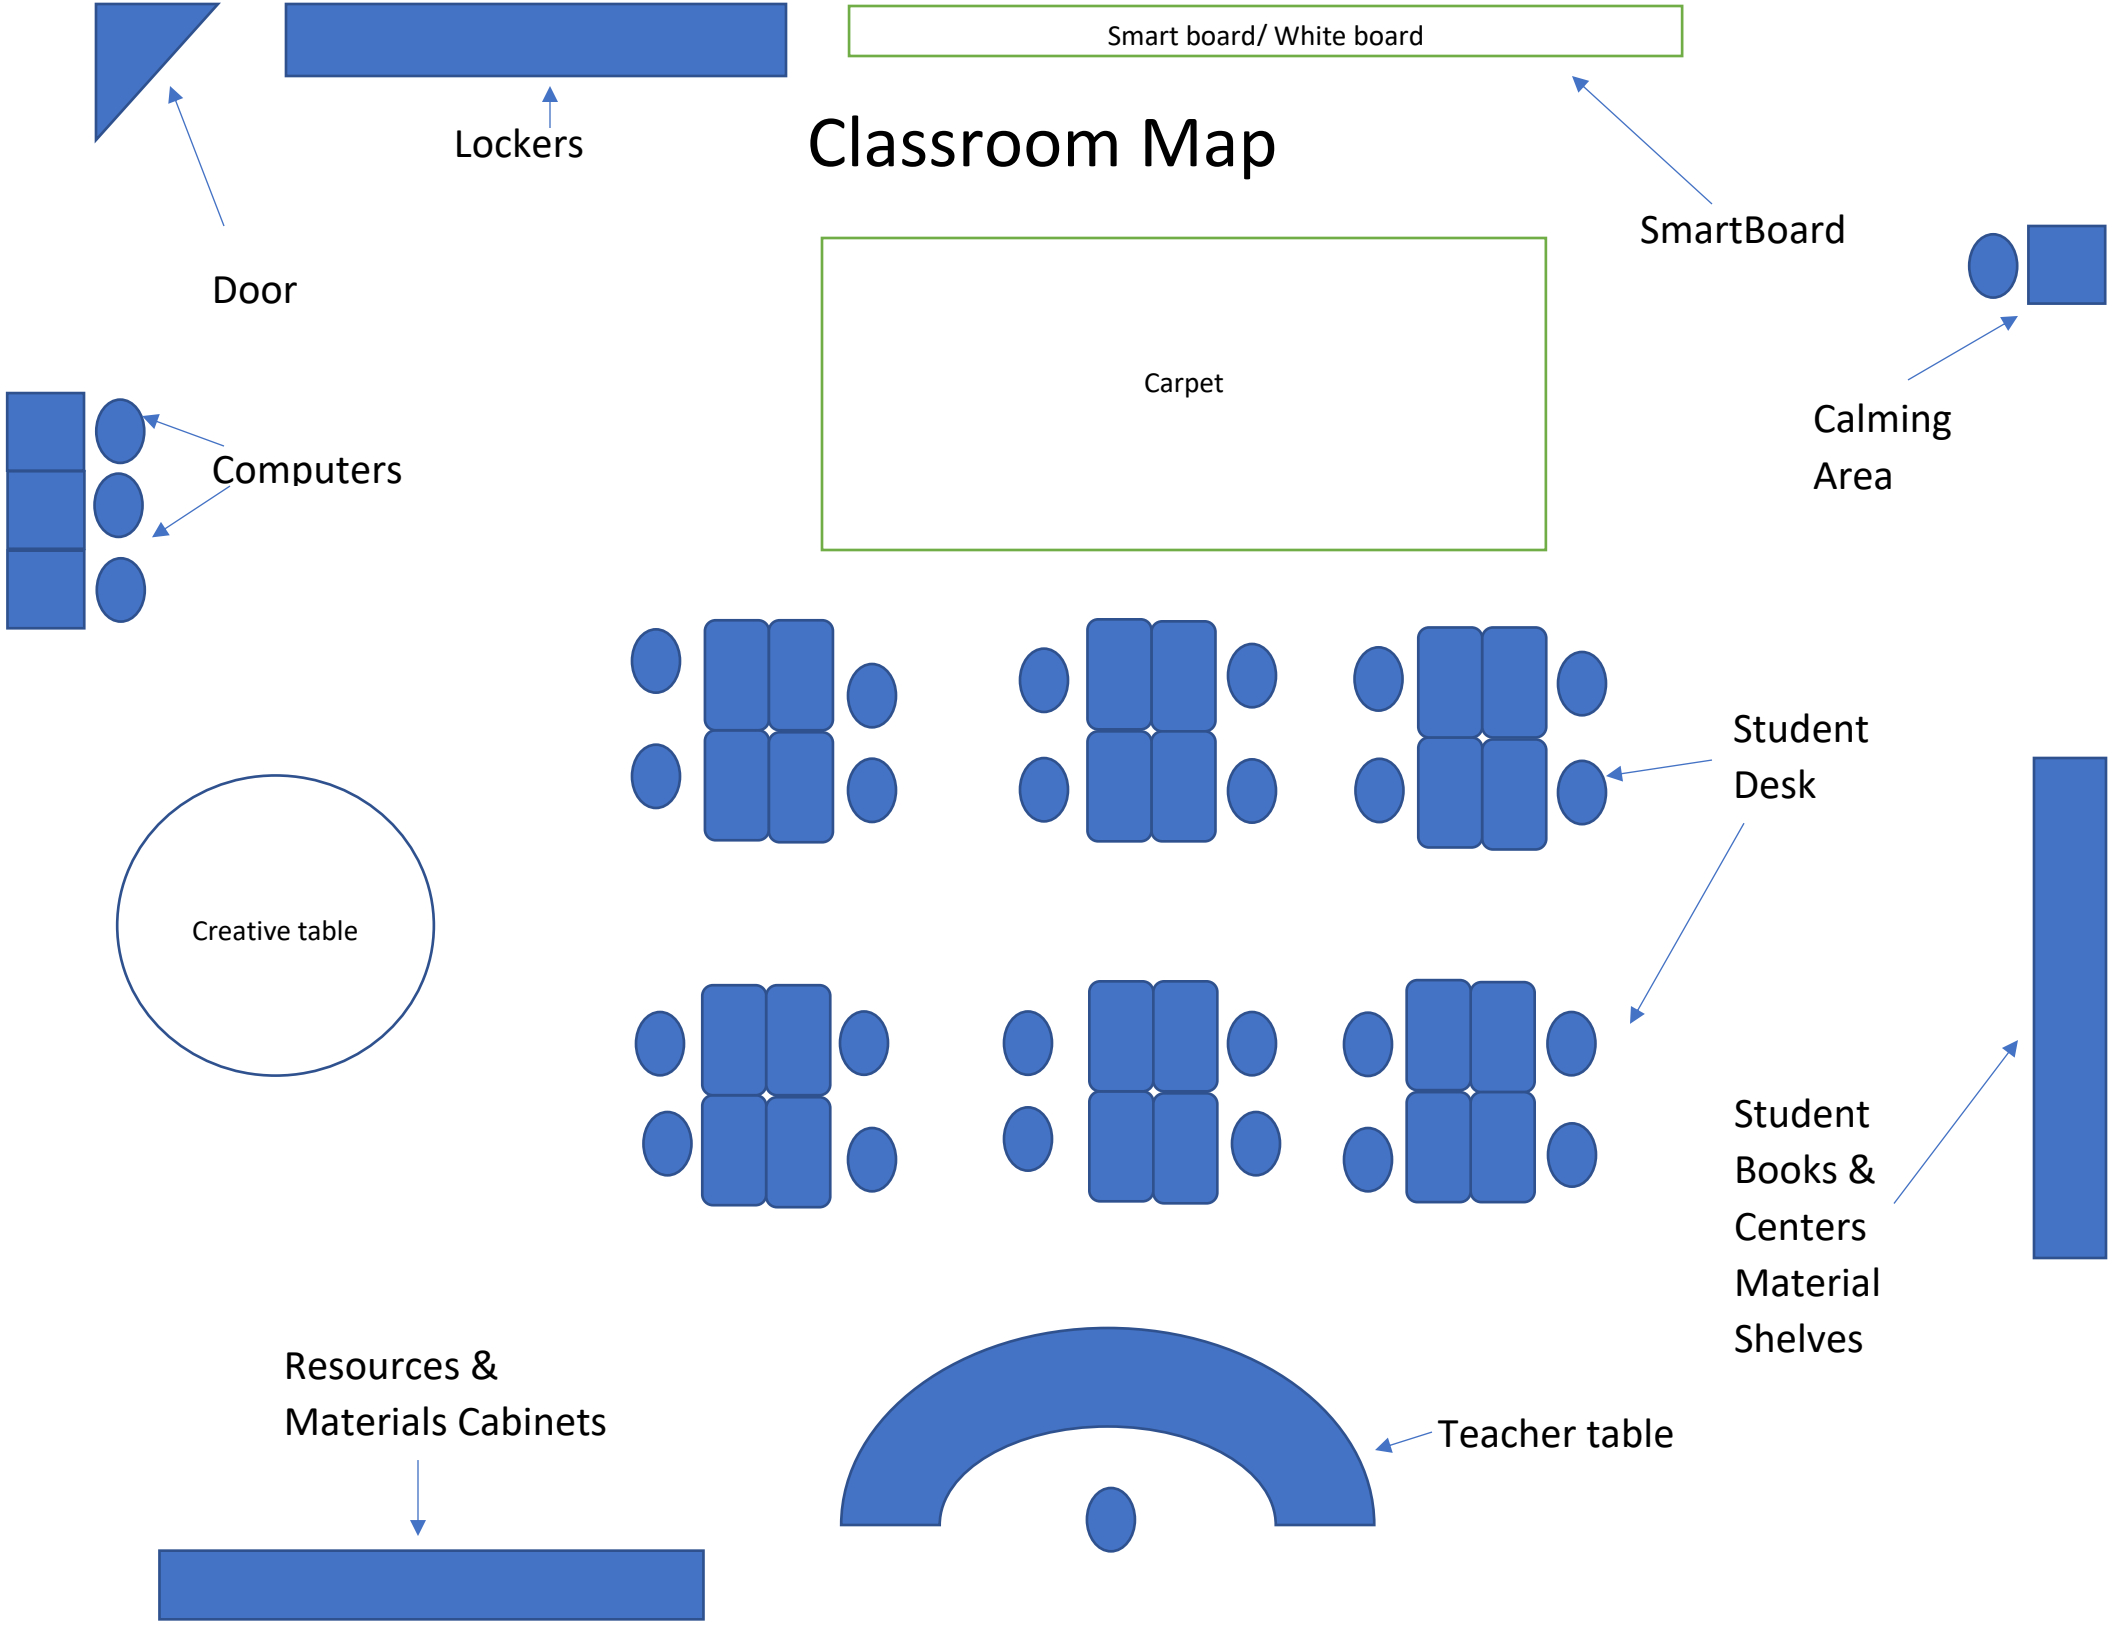 Smart board/ White board
Lockers
Classroom Map
SmartBoard
Door
Carpet
Calming
Area
Computers
Student
Desk
Creative table
Student
Books &
Centers
Material
Shelves
Resources &
Materials Cabinets
Teacher table